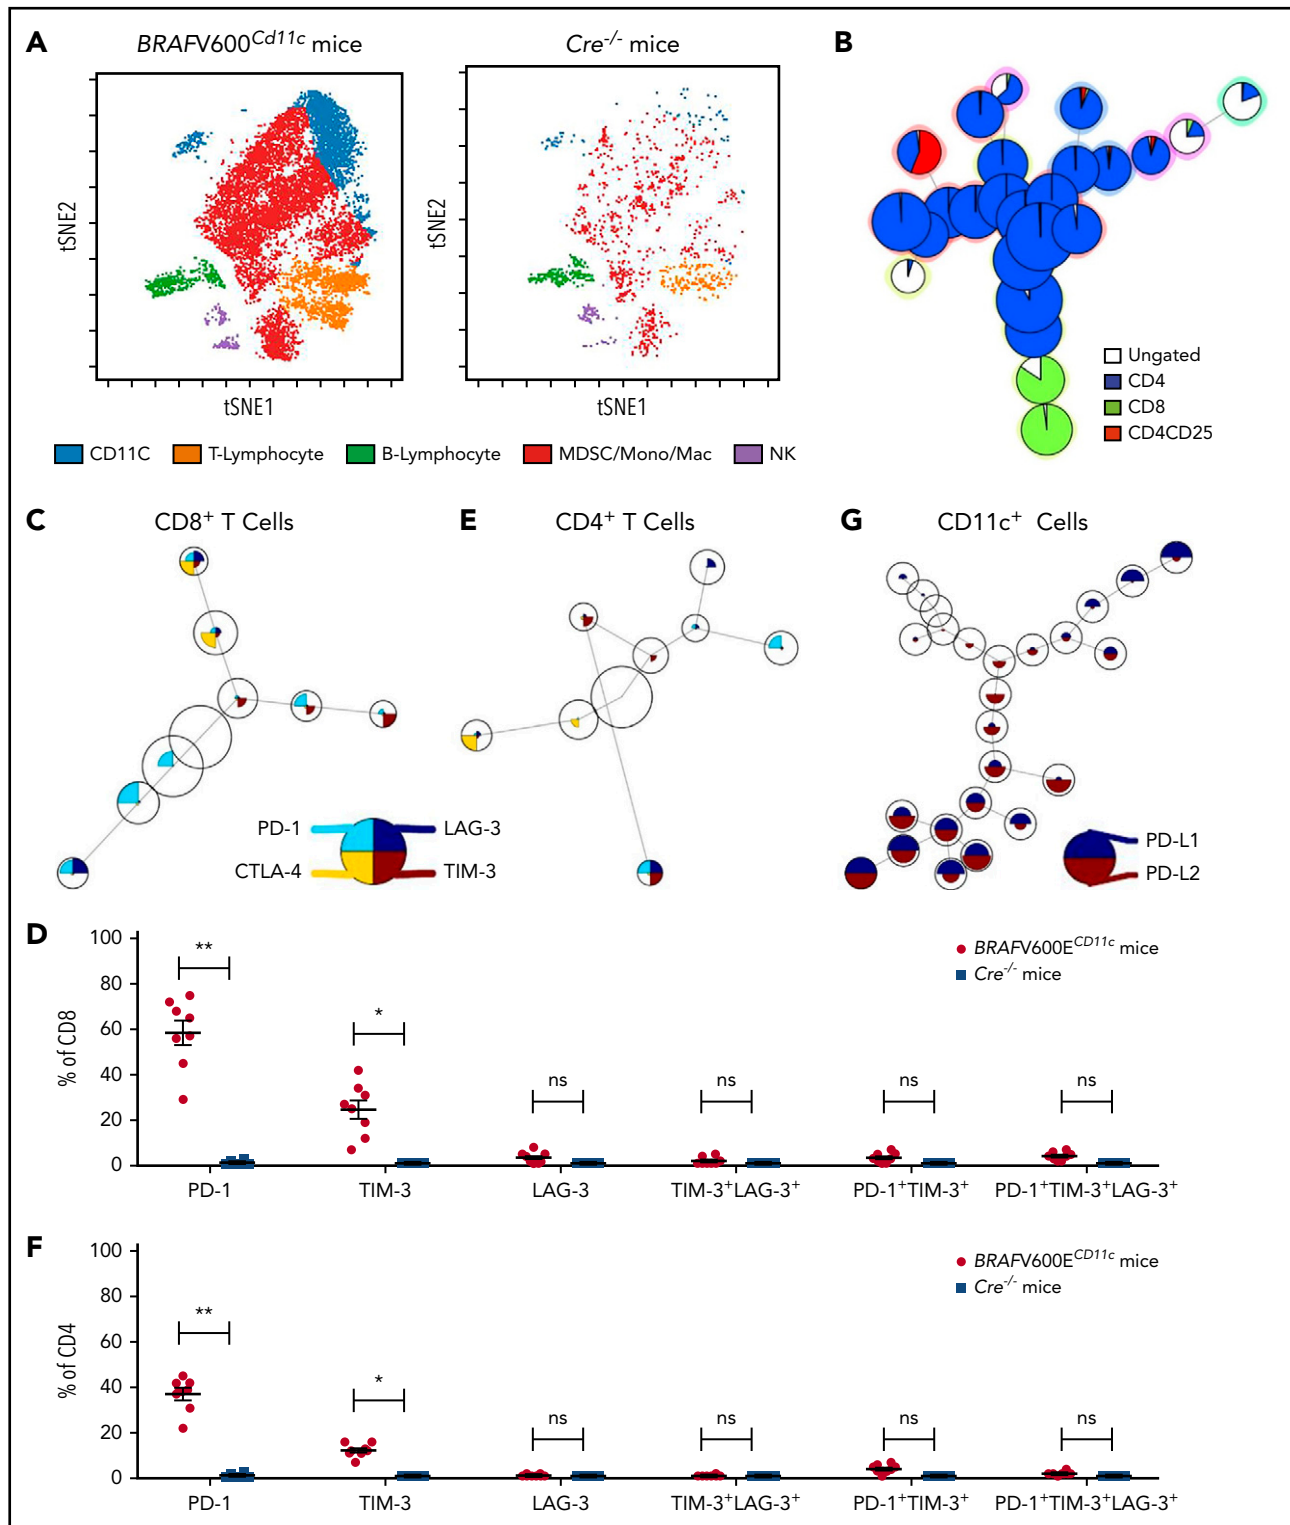 A
BRAFV600Cd11c mice
Cre-/- mice
B
tSNE2
tSNE2
tSNE1
tSNE1
Ungated
CD4
CD8
CD4CD25
CD11C
T-Lymphocyte
B-Lymphocyte
MDSC/Mono/Mac
NK
C
CD8+ T Cells
E
CD4+ T Cells
G
CD11c+ Cells
PD-1
LAG-3
CTLA-4
TIM-3
PD-L1
PD-L2
D
100
80
60
40
20
0
% of CD8
**
*
ns
ns
ns
ns
BRAFV600ECD11c mice
Cre-/- mice
PD-1
TIM-3
LAG-3
TIM-3+LAG-3+
PD-1+TIM-3+
PD-1+TIM-3+LAG-3+
F
100
80
60
40
20
0
% of CD4
**
*
ns
ns
ns
ns
BRAFV600ECD11c mice
Cre-/- mice
PD-1
TIM-3
LAG-3
TIM-3+LAG-3+
PD-1+TIM-3+
PD-1+TIM-3+LAG-3+